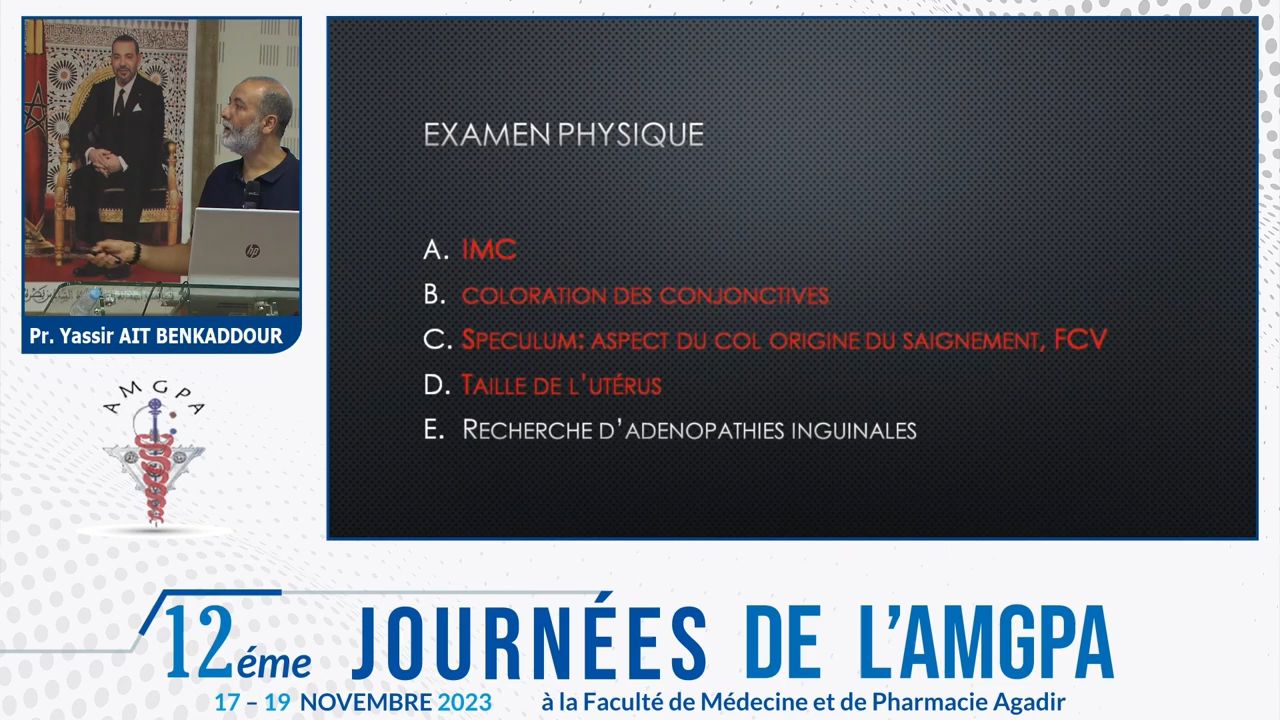 EXAMEN PHYSIQUE
A. IMC
B. COLORATION DES CONJONCTIVES
C. SPECULUM: ASPECT DU COL ORIGINE DU SAIGNEMENT, FCV
D. TAILLE DE L'UTÉRUS
E. RECHERCHE D'ADENOPATHIES INGUINALES
hp
Pr. Yassir AIT BENKADDOUR
AMGPA
12éme JOURNÉES DE L'AMGPA
17 – 19 NOVEMBRE 2023 à la Faculté de Médecine et de Pharmacie Agadir